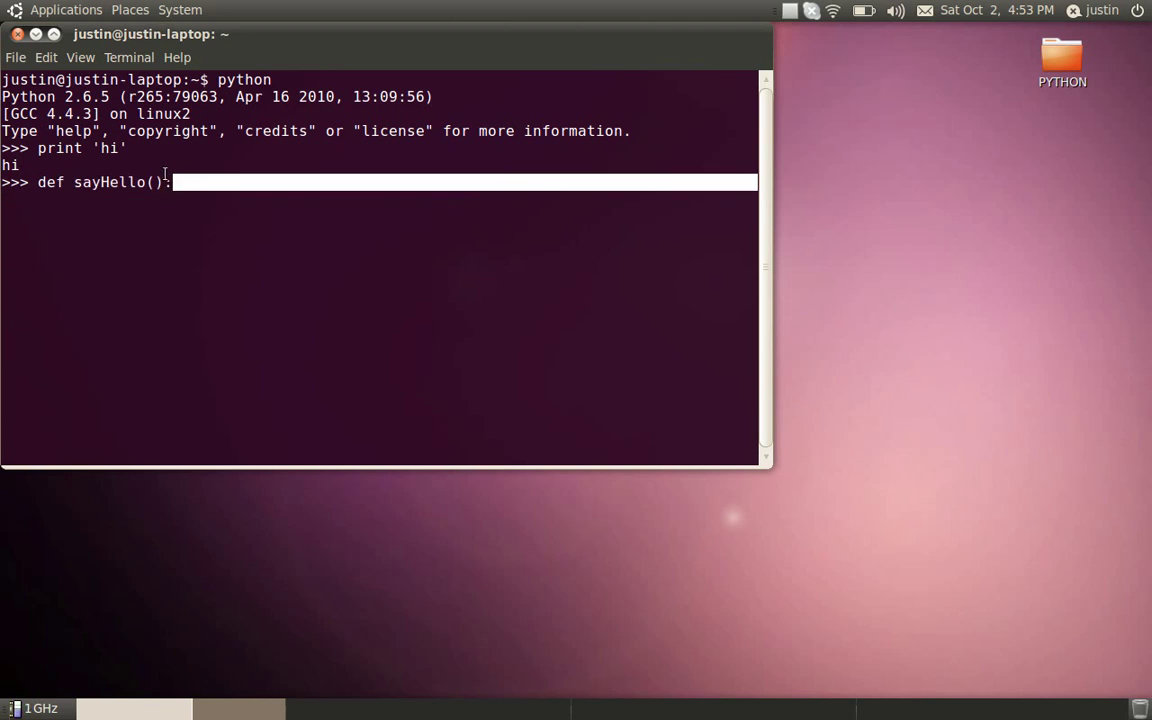 Applications Places System
Sat Oct 2, 4:53 PM justin
justin@justin-laptop: ~
File Edit View Terminal Help
justin@justin-laptop:~$ python
Python 2.6.5 (r265:79063, Apr 16 2010, 13:09:56)
[GCC 4.4.3] on linux2
Type "help", "copyright", "credits" or "license" for more information.
>>> print 'hi'
hi
>>> def sayHello():
PYTHON
1 GHz